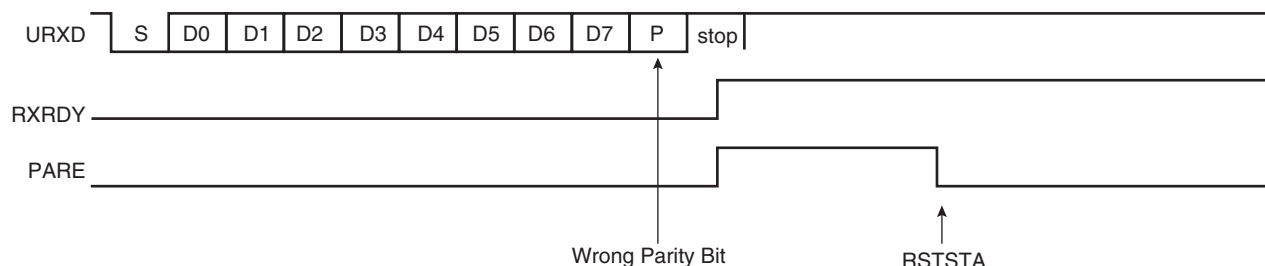 URXD S D0 D1 D2 D3 D4 D5 D6 D7 P stop
RXRDY
PARE
Wrong Parity Bit RSTSTA